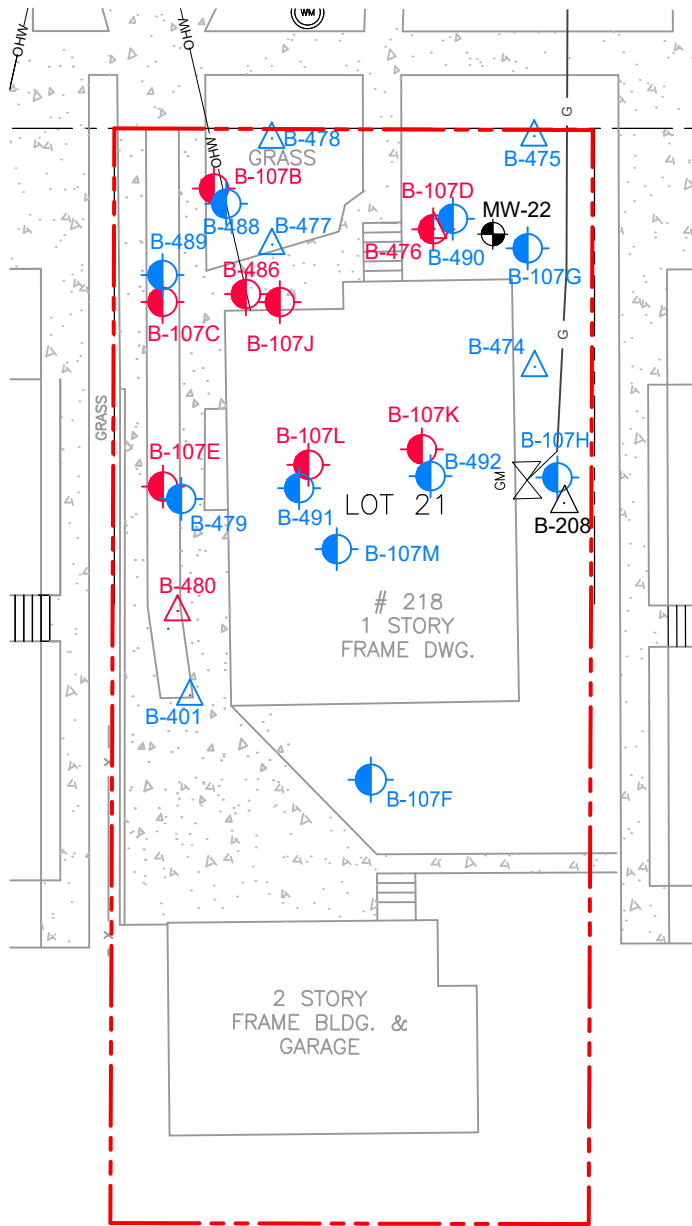 WM
OHW
OHW
G
B-478
GRASS
B-475
B-107B
OHW
B-107D
MW-22
B-488
B-477
B-476
B-490
B-107G
B-489
B-486
B-107C
B-107J
G
B-474
GRASS
B-107K
B-107L
B-107H
B-107E
B-492
GM
B-491
LOT 21
B-479
B-208
B-107M
B-480
# 218
1 STORY
FRAME DWG.
B-401
X
B-107F
X
2 STORY
FRAME BLDG. &
GARAGE